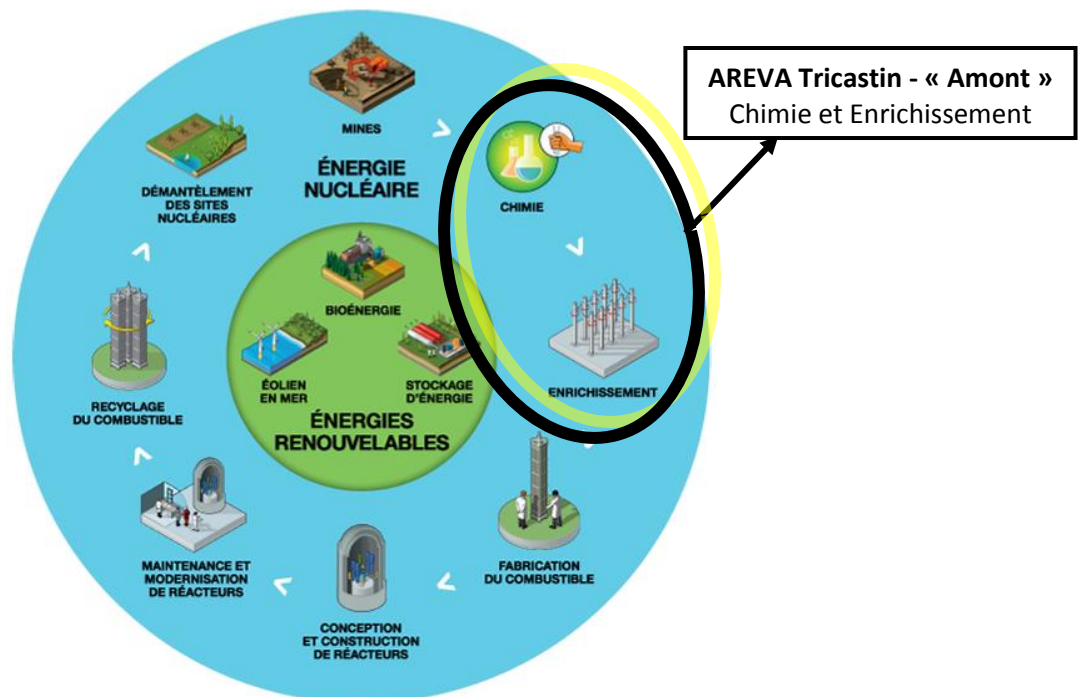 AREVA Tricastin - « Amont »
Chimie et Enrichissement
MINES
ÉNERGIE
NUCLÉAIRE
CHIMIE
DÉMANTÈLEMENT
DES SITES
NUCLÉAIRES
BIOÉNERGIE
ÉOLIEN
EN MER
STOCKAGE
D'ÉNERGIE
ÉNERGIES
RENOUVELABLES
ENRICHISSEMENT
RECYCLAGE
DU COMBUSTIBLE
FABRICATION
DU COMBUSTIBLE
MAINTENANCE ET
MODERNISATION
DE RÉACTEURS
CONCEPTION
ET CONSTRUCTION
DE RÉACTEURS